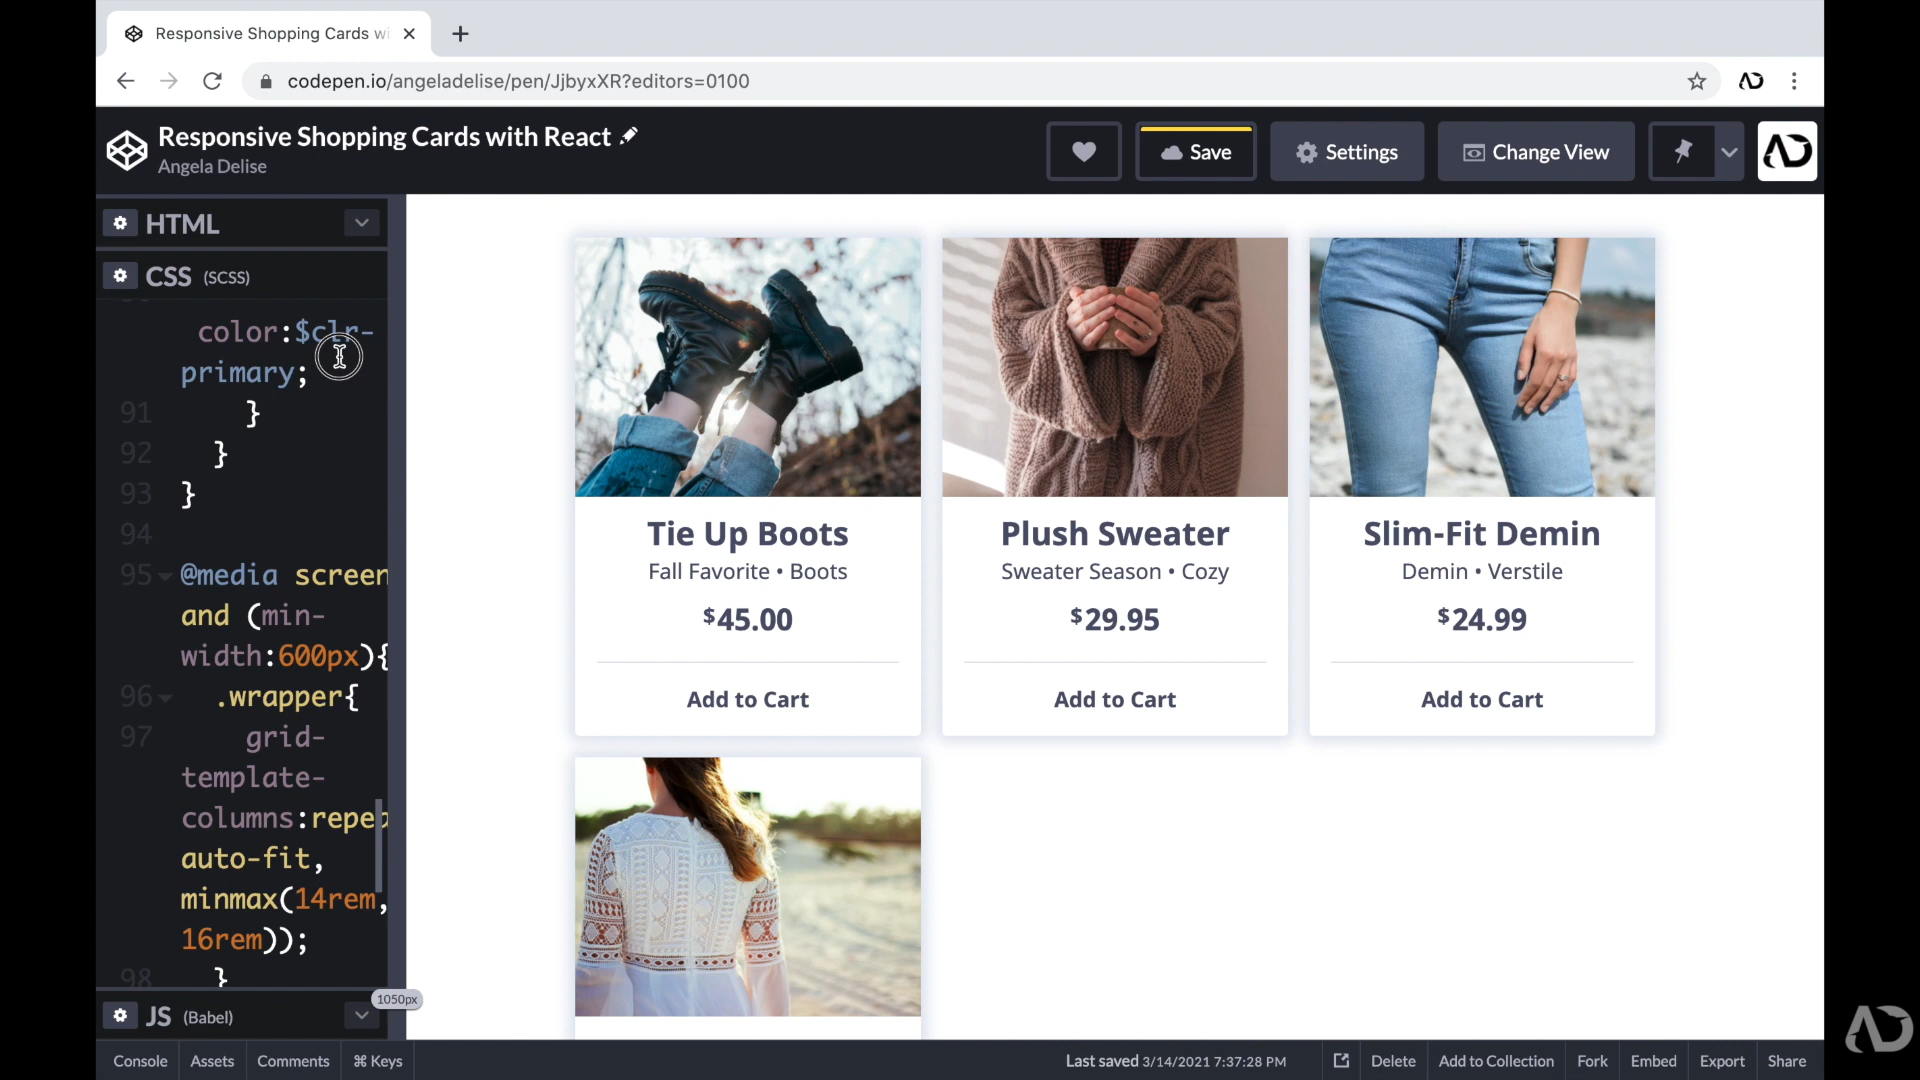 Responsive Shopping Cards wi
codepen.io/angeladelise/pen/JjbyxXR?editors=0100
Responsive Shopping Cards with React
Angela Delise
Save
Settings
Change View
HTML
CSS (SCSS)
color:$clr-
primary;
91 }
92 }
93 }
94
95 @media screen
and (min-
width:600px){
96 .wrapper{
97 grid-
template-
columns:repea
auto-fit,
minmax(14rem,
16rem));
98 }
JS (Babel)
1050px
Tie Up Boots
Fall Favorite • Boots
$45.00
Add to Cart
Plush Sweater
Sweater Season • Cozy
$29.95
Add to Cart
Slim-Fit Demin
Demin • Verstile
$24.99
Add to Cart
Console
Assets
Comments
⌘ Keys
Last saved 3/14/2021 7:37:28 PM
Delete
Add to Collection
Fork
Embed
Export
Share